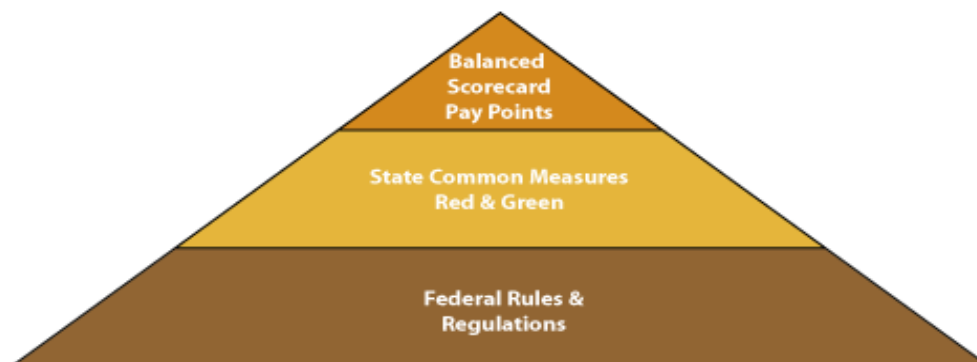 Balanced
Scorecard
Pay Points
State Common Measures
Red & Green
Federal Rules &
Regulations